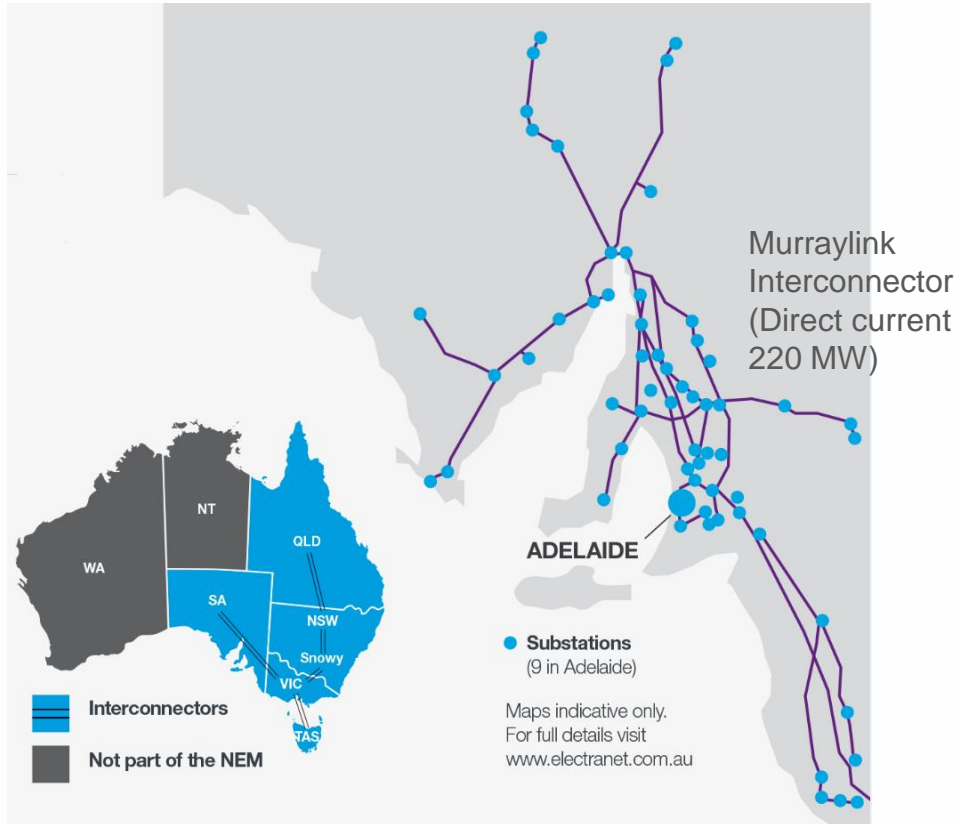 Murraylink
Interconnector
(Direct current
220 MW)
ADELAIDE
Substations
(9 in Adelaide)
Maps indicative only.
For full details visit
www.electranet.com.au
WA
NT
QLD
SA
NSW
Snowy
VIC
TAS
Interconnectors
Not part of the NEM